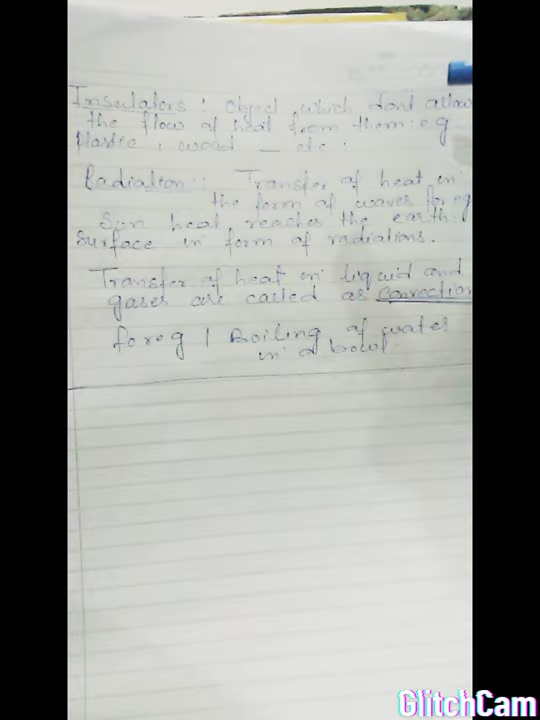 Insulators : Object which dont allow
the flow of heat from them. eg
Plastic, wood — etc.
Radiation :: Transfer of heat in
the form of waves for eg
Sun heat reaches the earth
Surface in form of radiations.
Transfer of heat in liquid and
gases are called as convection
for eg | Boiling of water
in a bowl.
GlitchCam